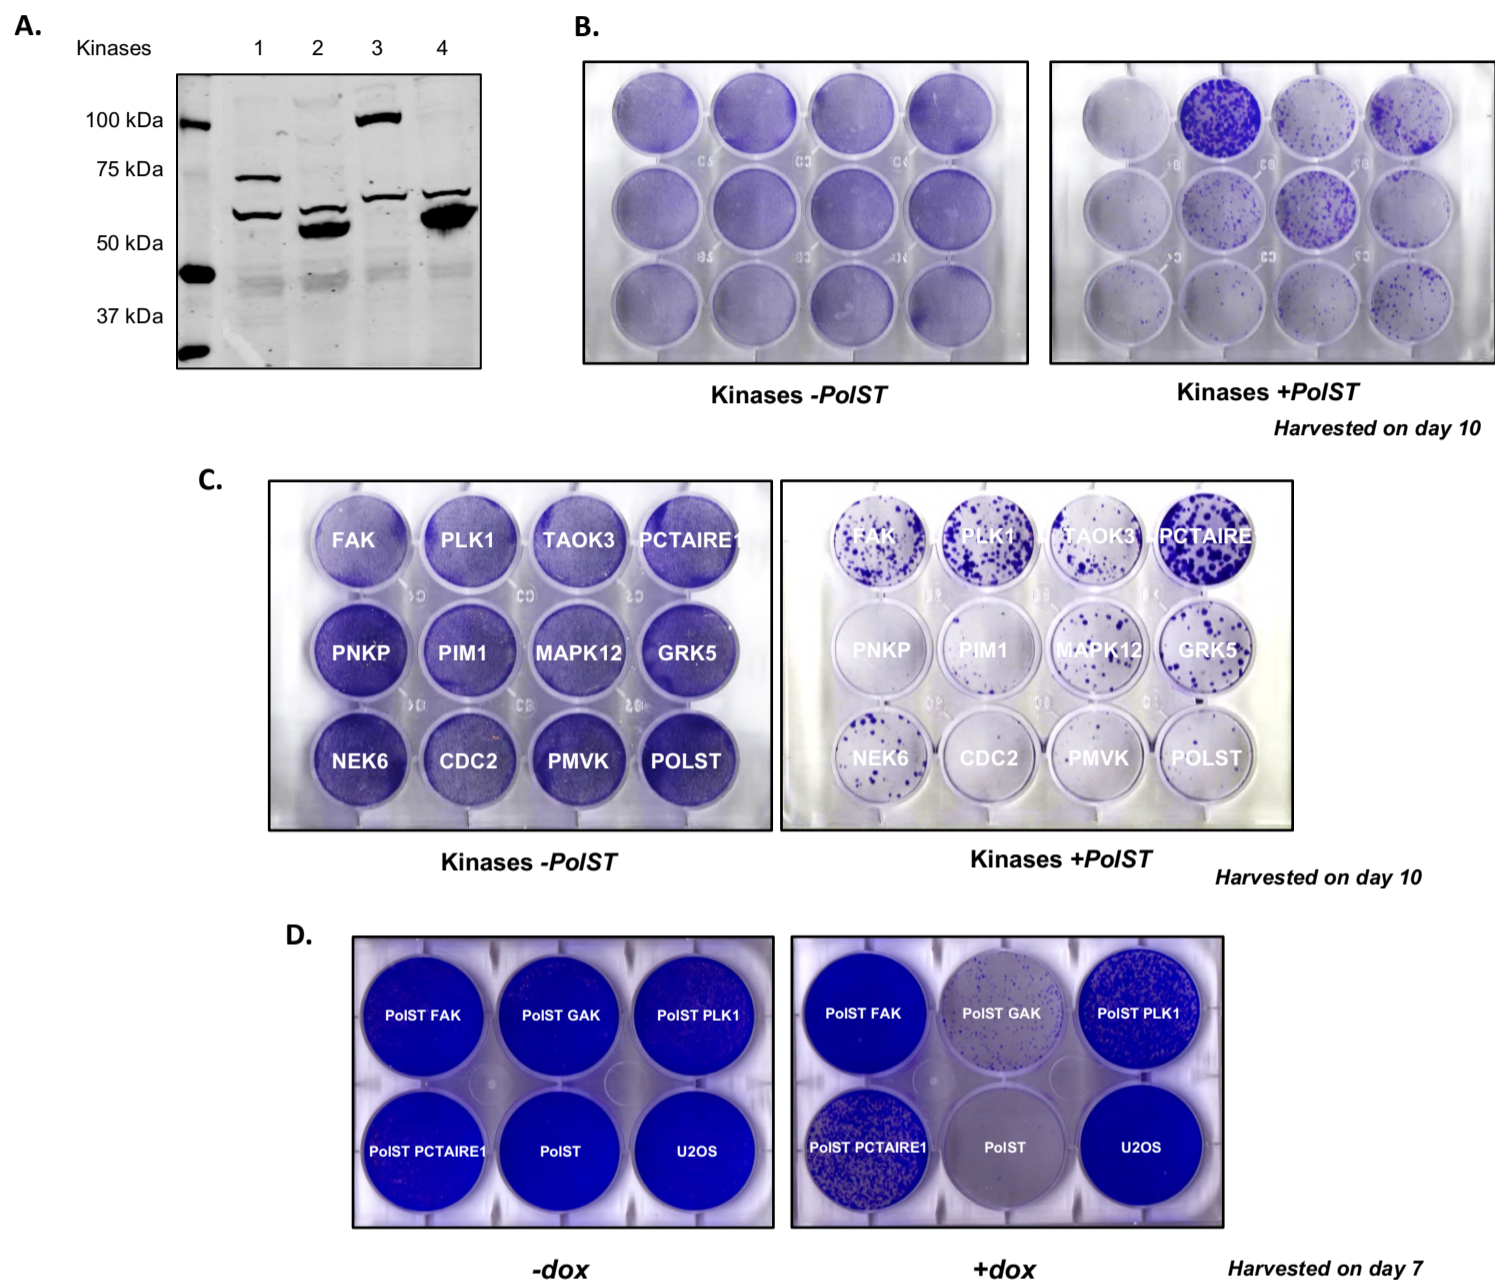 A.
Kinases 1 2 3 4
100 kDa
75 kDa
50 kDa
37 kDa
B.
Kinases -PolST
Kinases +PolST
Harvested on day 10
C.
FAK PLK1 TAOK3 PCTAIRE1
PNKP PIM1 MAPK12 GRK5
NEK6 CDC2 PMVK POLST
Kinases -PolST
FAK PLK1 TAOK3 PCTAIRE
PNKP PIM1 MAPK12 GRK5
NEK6 CDC2 PMVK POLST
Kinases +PolST
Harvested on day 10
D.
PolST FAK PolST GAK PolST PLK1
PolST PCTAIRE1 PolST U2OS
-dox
PolST FAK PolST GAK PolST PLK1
PolST PCTAIRE1 PolST U2OS
+dox
Harvested on day 7